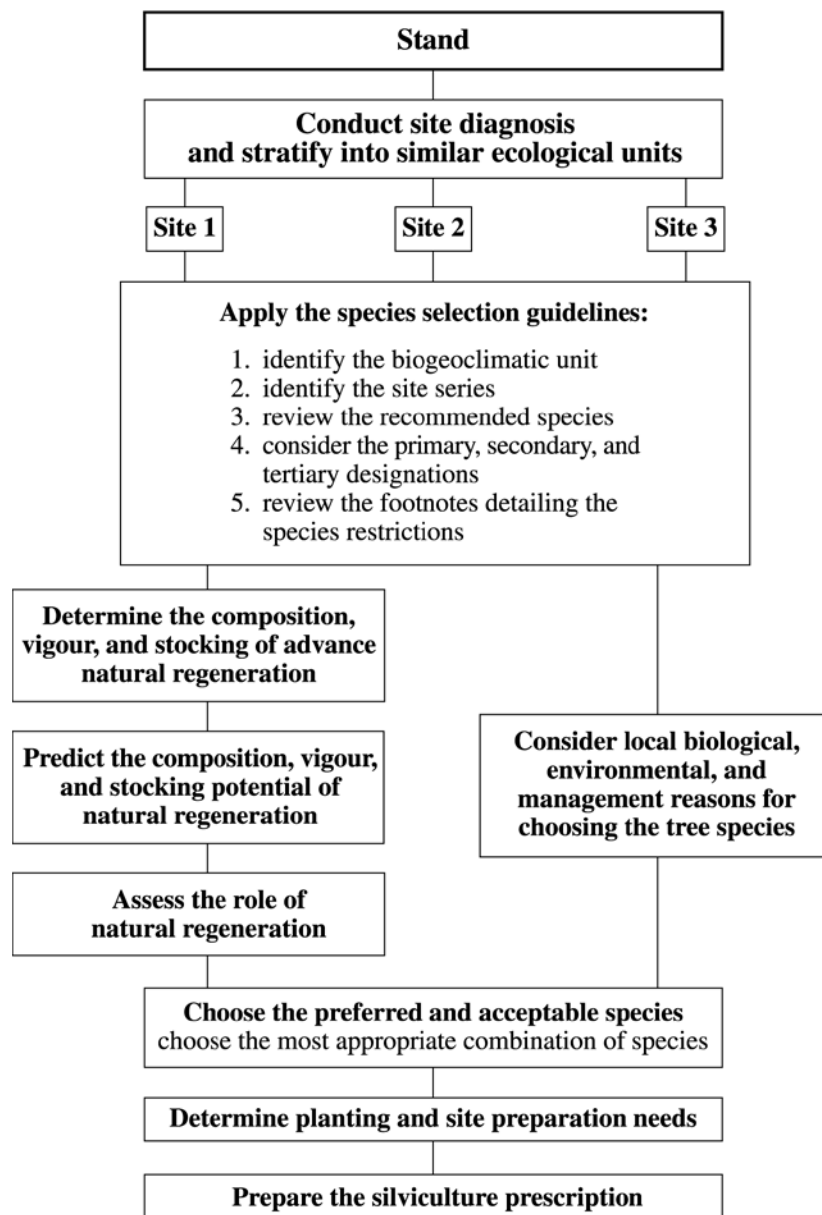 Stand
Conduct site diagnosis
and stratify into similar ecological units
Site 1
Site 2
Site 3
Apply the species selection guidelines:
1. identify the biogeoclimatic unit
2. identify the site series
3. review the recommended species
4. consider the primary, secondary, and
tertiary designations
5. review the footnotes detailing the
species restrictions
Determine the composition,
vigour, and stocking of advance
natural regeneration
Predict the composition, vigour,
and stocking potential of
natural regeneration
Assess the role of
natural regeneration
Consider local biological,
environmental, and
management reasons for
choosing the tree species
Choose the preferred and acceptable species
choose the most appropriate combination of species
Determine planting and site preparation needs
Prepare the silviculture prescription